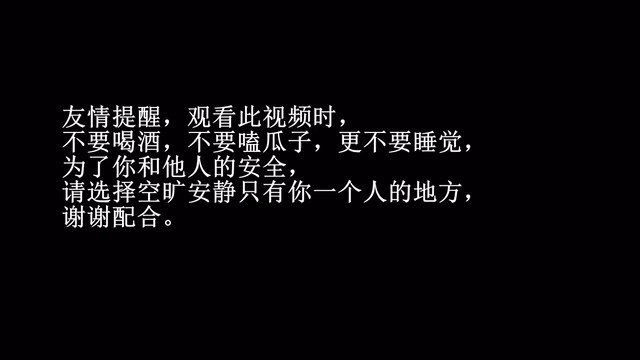 友情提醒，观看此视频时，
不要喝酒，不要嗑瓜子，更不要睡觉，
为了你和他人的安全，
请选择空旷安静只有你一个人的地方，
谢谢配合。